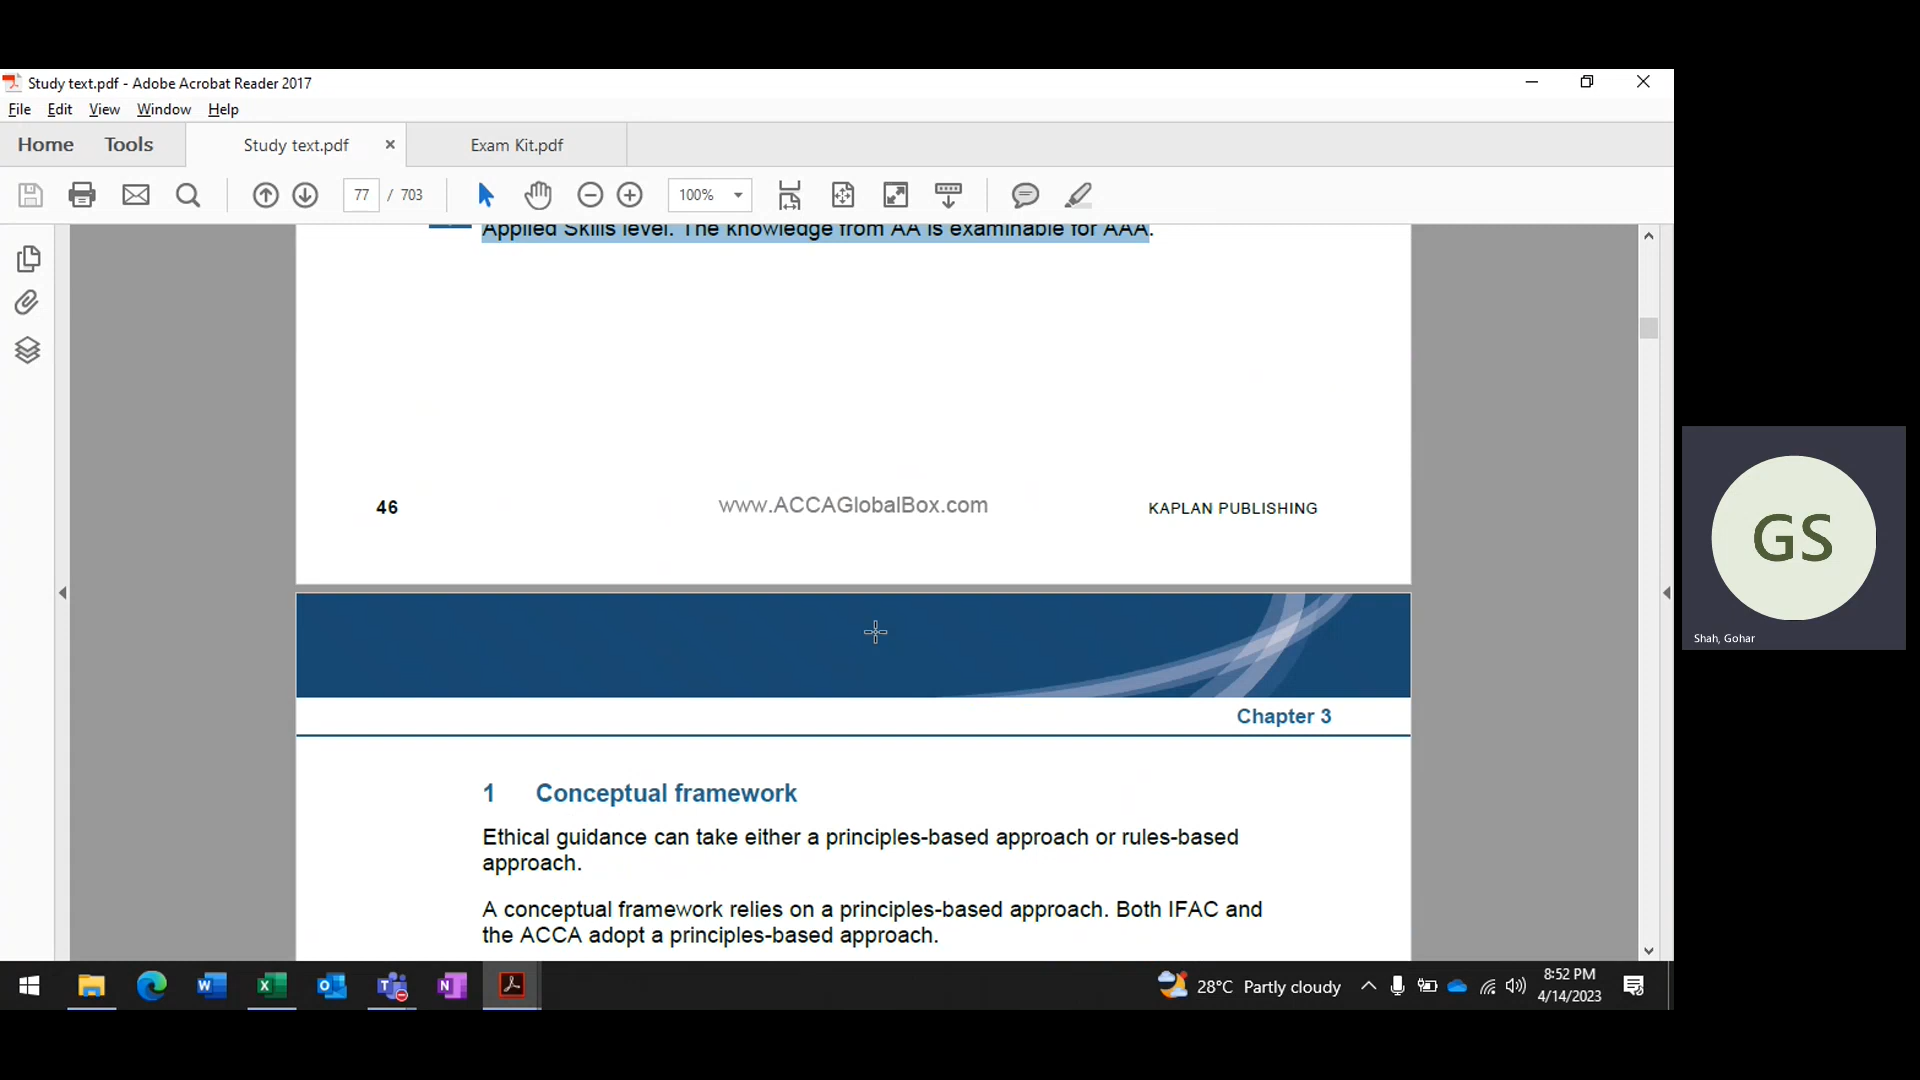 Study text.pdf - Adobe Acrobat Reader 2017
File Edit View Window Help
Home Tools Study text.pdf Exam Kit.pdf
77 / 703 100%
Applied Skills level. The knowledge from AA is examinable for AAA.
46 www.ACCAGlobalBox.com KAPLAN PUBLISHING
Chapter 3
1 Conceptual framework
Ethical guidance can take either a principles-based approach or rules-based
approach.
A conceptual framework relies on a principles-based approach. Both IFAC and
the ACCA adopt a principles-based approach.
GS
Shah, Gohar
28°C Partly cloudy
8:52 PM
4/14/2023